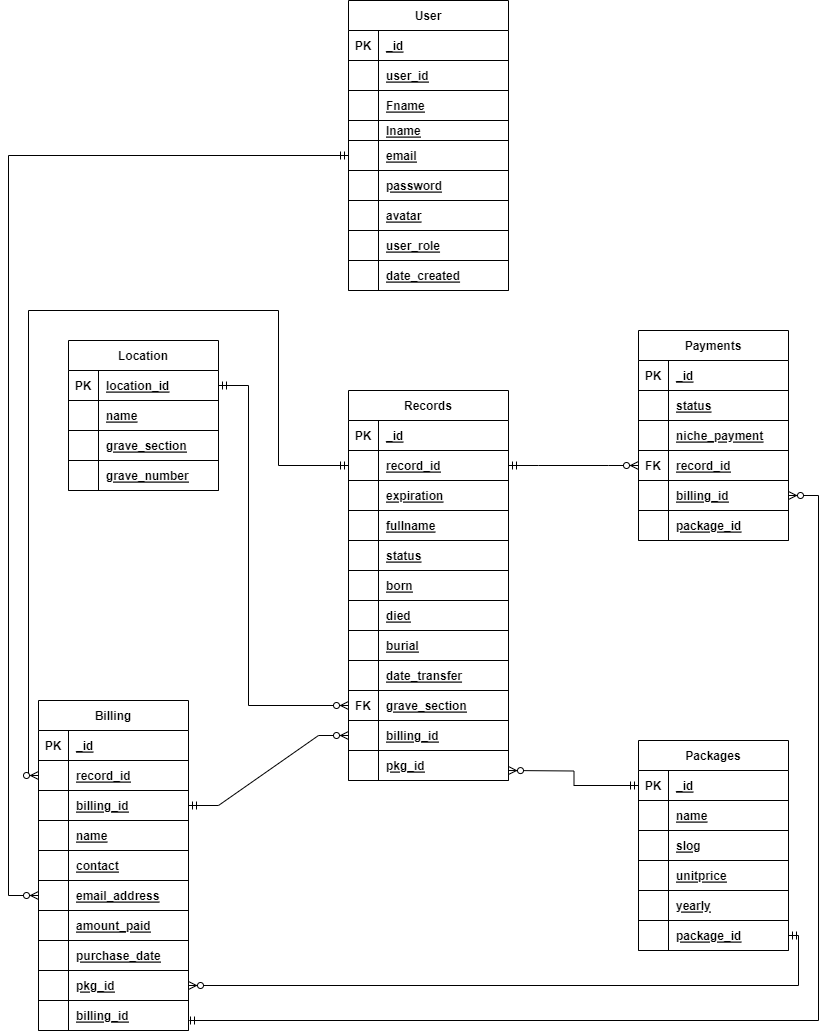 User
PK _id
user_id
Fname
lname
email
password
avatar
user_role
date_created
Location
PK location_id
name
grave_section
grave_number
Records
PK _id
record_id
expiration
fullname
status
born
died
burial
date_transfer
FK grave_section
billing_id
pkg_id
Payments
PK _id
status
niche_payment
FK record_id
billing_id
package_id
Billing
PK _id
record_id
billing_id
name
contact
email_address
amount_paid
purchase_date
pkg_id
billing_id
Packages
PK _id
name
slog
unitprice
yearly
package_id